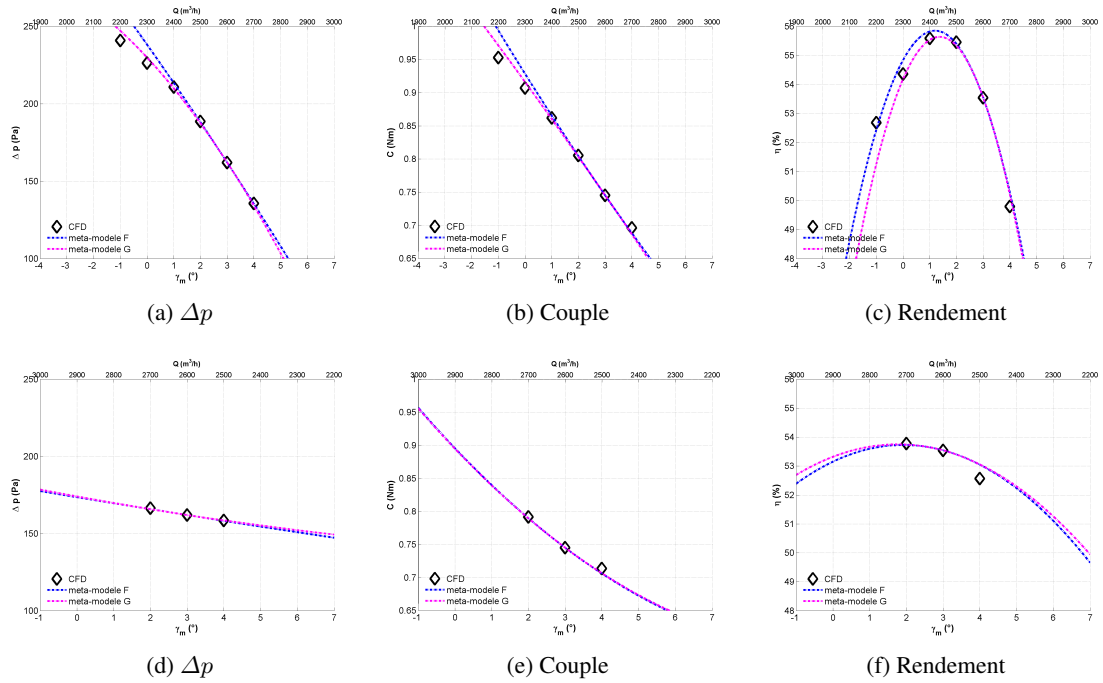 Q (m³/h)
1900 2000 2100 2200 2300 2400 2500 2600 2700 2800 2900 3000
250
200
150
100
Δ p (Pa)
CFD
meta-modele F
meta-modele G
-4 -3 -2 -1 0 1 2 3 4 5 6 7
γm (°)
(a) Δp
Q (m³/h)
1900 2000 2100 2200 2300 2400 2500 2600 2700 2800 2900 3000
1
0.95
0.9
0.85
0.8
0.75
0.7
0.65
C (Nm)
CFD
meta-modele F
meta-modele G
-4 -3 -2 -1 0 1 2 3 4 5 6 7
γm (°)
(b) Couple
Q (m³/h)
1900 2000 2100 2200 2300 2400 2500 2600 2700 2800 2900 3000
56
55
54
53
52
51
50
49
48
η (%)
CFD
meta-modele F
meta-modele G
-4 -3 -2 -1 0 1 2 3 4 5 6 7
γm (°)
(c) Rendement
Q (m³/h)
3000 2900 2800 2700 2600 2500 2400 2300 2200
250
200
150
100
Δ p (Pa)
CFD
meta-modele F
meta-modele G
-1 0 1 2 3 4 5 6 7
γm (°)
(d) Δp
Q (m³/h)
3000 2900 2800 2700 2600 2500 2400 2300 2200
1
0.95
0.9
0.85
0.8
0.75
0.7
0.65
C (Nm)
CFD
meta-modele F
meta-modele G
-1 0 1 2 3 4 5 6 7
γm (°)
(e) Couple
Q (m³/h)
3000 2900 2800 2700 2600 2500 2400 2300 2200
56
55
54
53
52
51
50
49
48
η (%)
CFD
meta-modele F
meta-modele G
-1 0 1 2 3 4 5 6 7
γm (°)
(f) Rendement